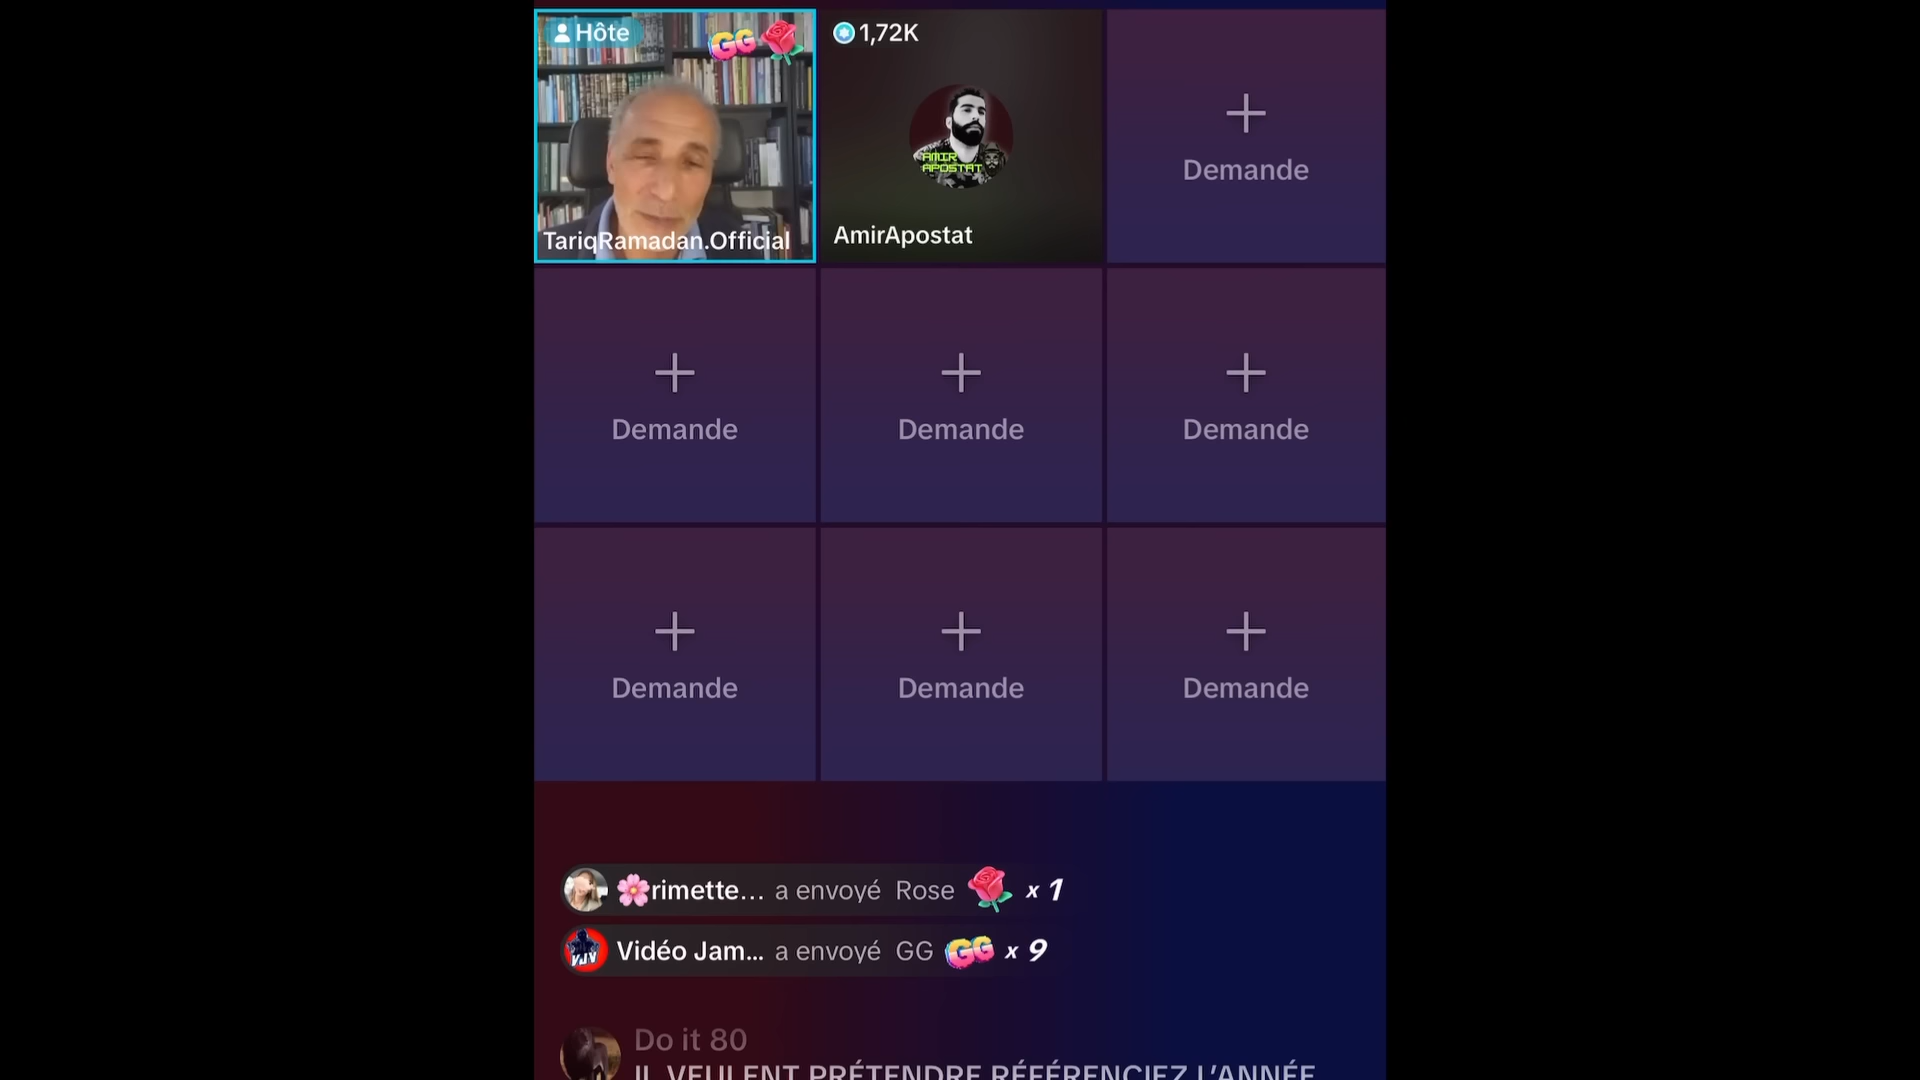 Hôte
GG
1,72K
AMIR
APOSTAT
TariqRamadan.Official
AmirApostat
Demande
Demande
Demande
Demande
Demande
Demande
Demande
rimette... a envoyé Rose x 1
VJV
Vidéo Jam... a envoyé GG GG x 9
Do it 80
IL VEULENT PRÉTENDRE RÉFÉRENCIEZ L'ANNÉE